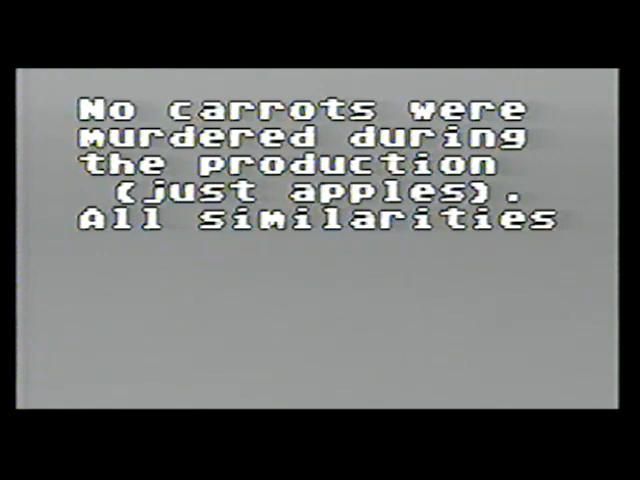 No carrots were
murdered during
the production
(just apples).
All similarities